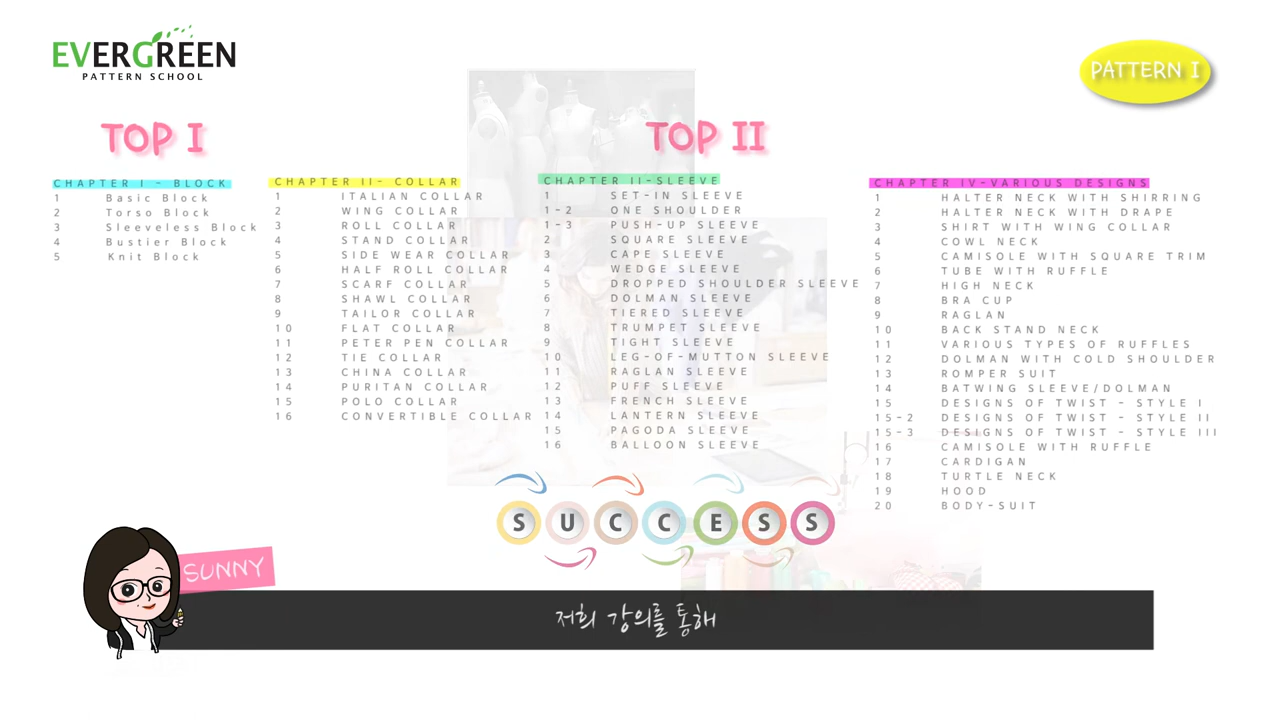 EVERGREEN
PATTERN SCHOOL
PATTERN I
TOP I
TOP II
CHAPTER I - BLOCK
1 Basic Block
2 Torso Block
3 Sleeveless Block
4 Bustier Block
5 Knit Block
CHAPTER II- COLLAR
1 ITALIAN COLLAR
2 WING COLLAR
3 ROLL COLLAR
4 STAND COLLAR
5 SIDE WEAR COLLAR
6 HALF ROLL COLLAR
7 SCARF COLLAR
8 SHAWL COLLAR
9 TAILOR COLLAR
10 FLAT COLLAR
11 PETER PEN COLLAR
12 TIE COLLAR
13 CHINA COLLAR
14 PURITAN COLLAR
15 POLO COLLAR
16 CONVERTIBLE COLLAR
CHAPTER II-SLEEVE
1 SET-IN SLEEVE
1-2 ONE SHOULDER
1-3 PUSH-UP SLEEVE
2 SQUARE SLEEVE
3 CAPE SLEEVE
4 WEDGE SLEEVE
5 DROPPED SHOULDER SLEEVE
6 DOLMAN SLEEVE
7 TIERED SLEEVE
8 TRUMPET SLEEVE
9 TIGHT SLEEVE
10 LEG-OF-MUTTON SLEEVE
11 RAGLAN SLEEVE
12 PUFF SLEEVE
13 FRENCH SLEEVE
14 LANTERN SLEEVE
15 PAGODA SLEEVE
16 BALLOON SLEEVE
CHAPTER IV-VARIOUS DESIGNS
1 HALTER NECK WITH SHIRRING
2 HALTER NECK WITH DRAPE
3 SHIRT WITH WING COLLAR
4 COWL NECK
5 CAMISOLE WITH SQUARE TRIM
6 TUBE WITH RUFFLE
7 HIGH NECK
8 BRA CUP
9 RAGLAN
10 BACK STAND NECK
11 VARIOUS TYPES OF RUFFLES
12 DOLMAN WITH COLD SHOULDER
13 ROMPER SUIT
14 BATWING SLEEVE/DOLMAN
15 DESIGNS OF TWIST - STYLE I
15-2 DESIGNS OF TWIST - STYLE II
15-3 DESIGNS OF TWIST - STYLE III
16 CAMISOLE WITH RUFFLE
17 CARDIGAN
18 TURTLE NECK
19 HOOD
20 BODY-SUIT
SUCCESS
SUNNY
저희 강의를 통해